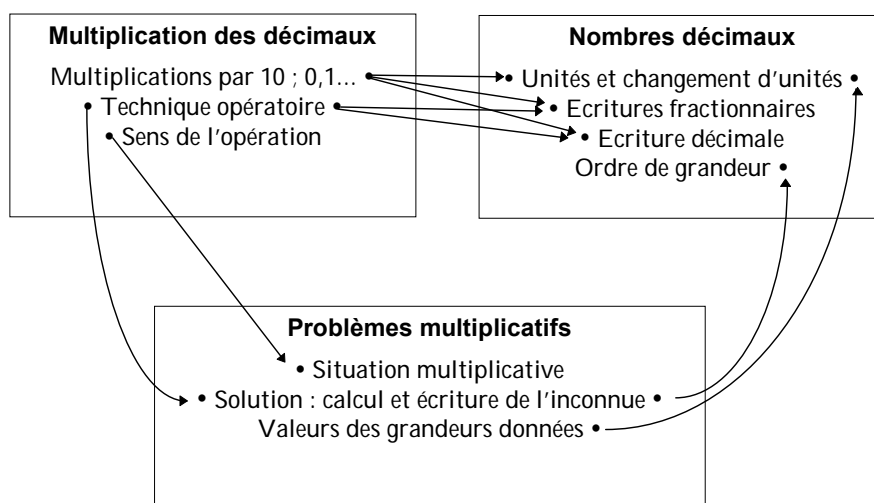 Multiplication des décimaux
Multiplications par 10 ; 0,1... •
• Technique opératoire •
• Sens de l'opération
Nombres décimaux
• Unités et changement d'unités •
• Ecritures fractionnaires
• Ecriture décimale
Ordre de grandeur •
Problèmes multiplicatifs
• Situation multiplicative
• Solution : calcul et écriture de l'inconnue •
Valeurs des grandeurs données •